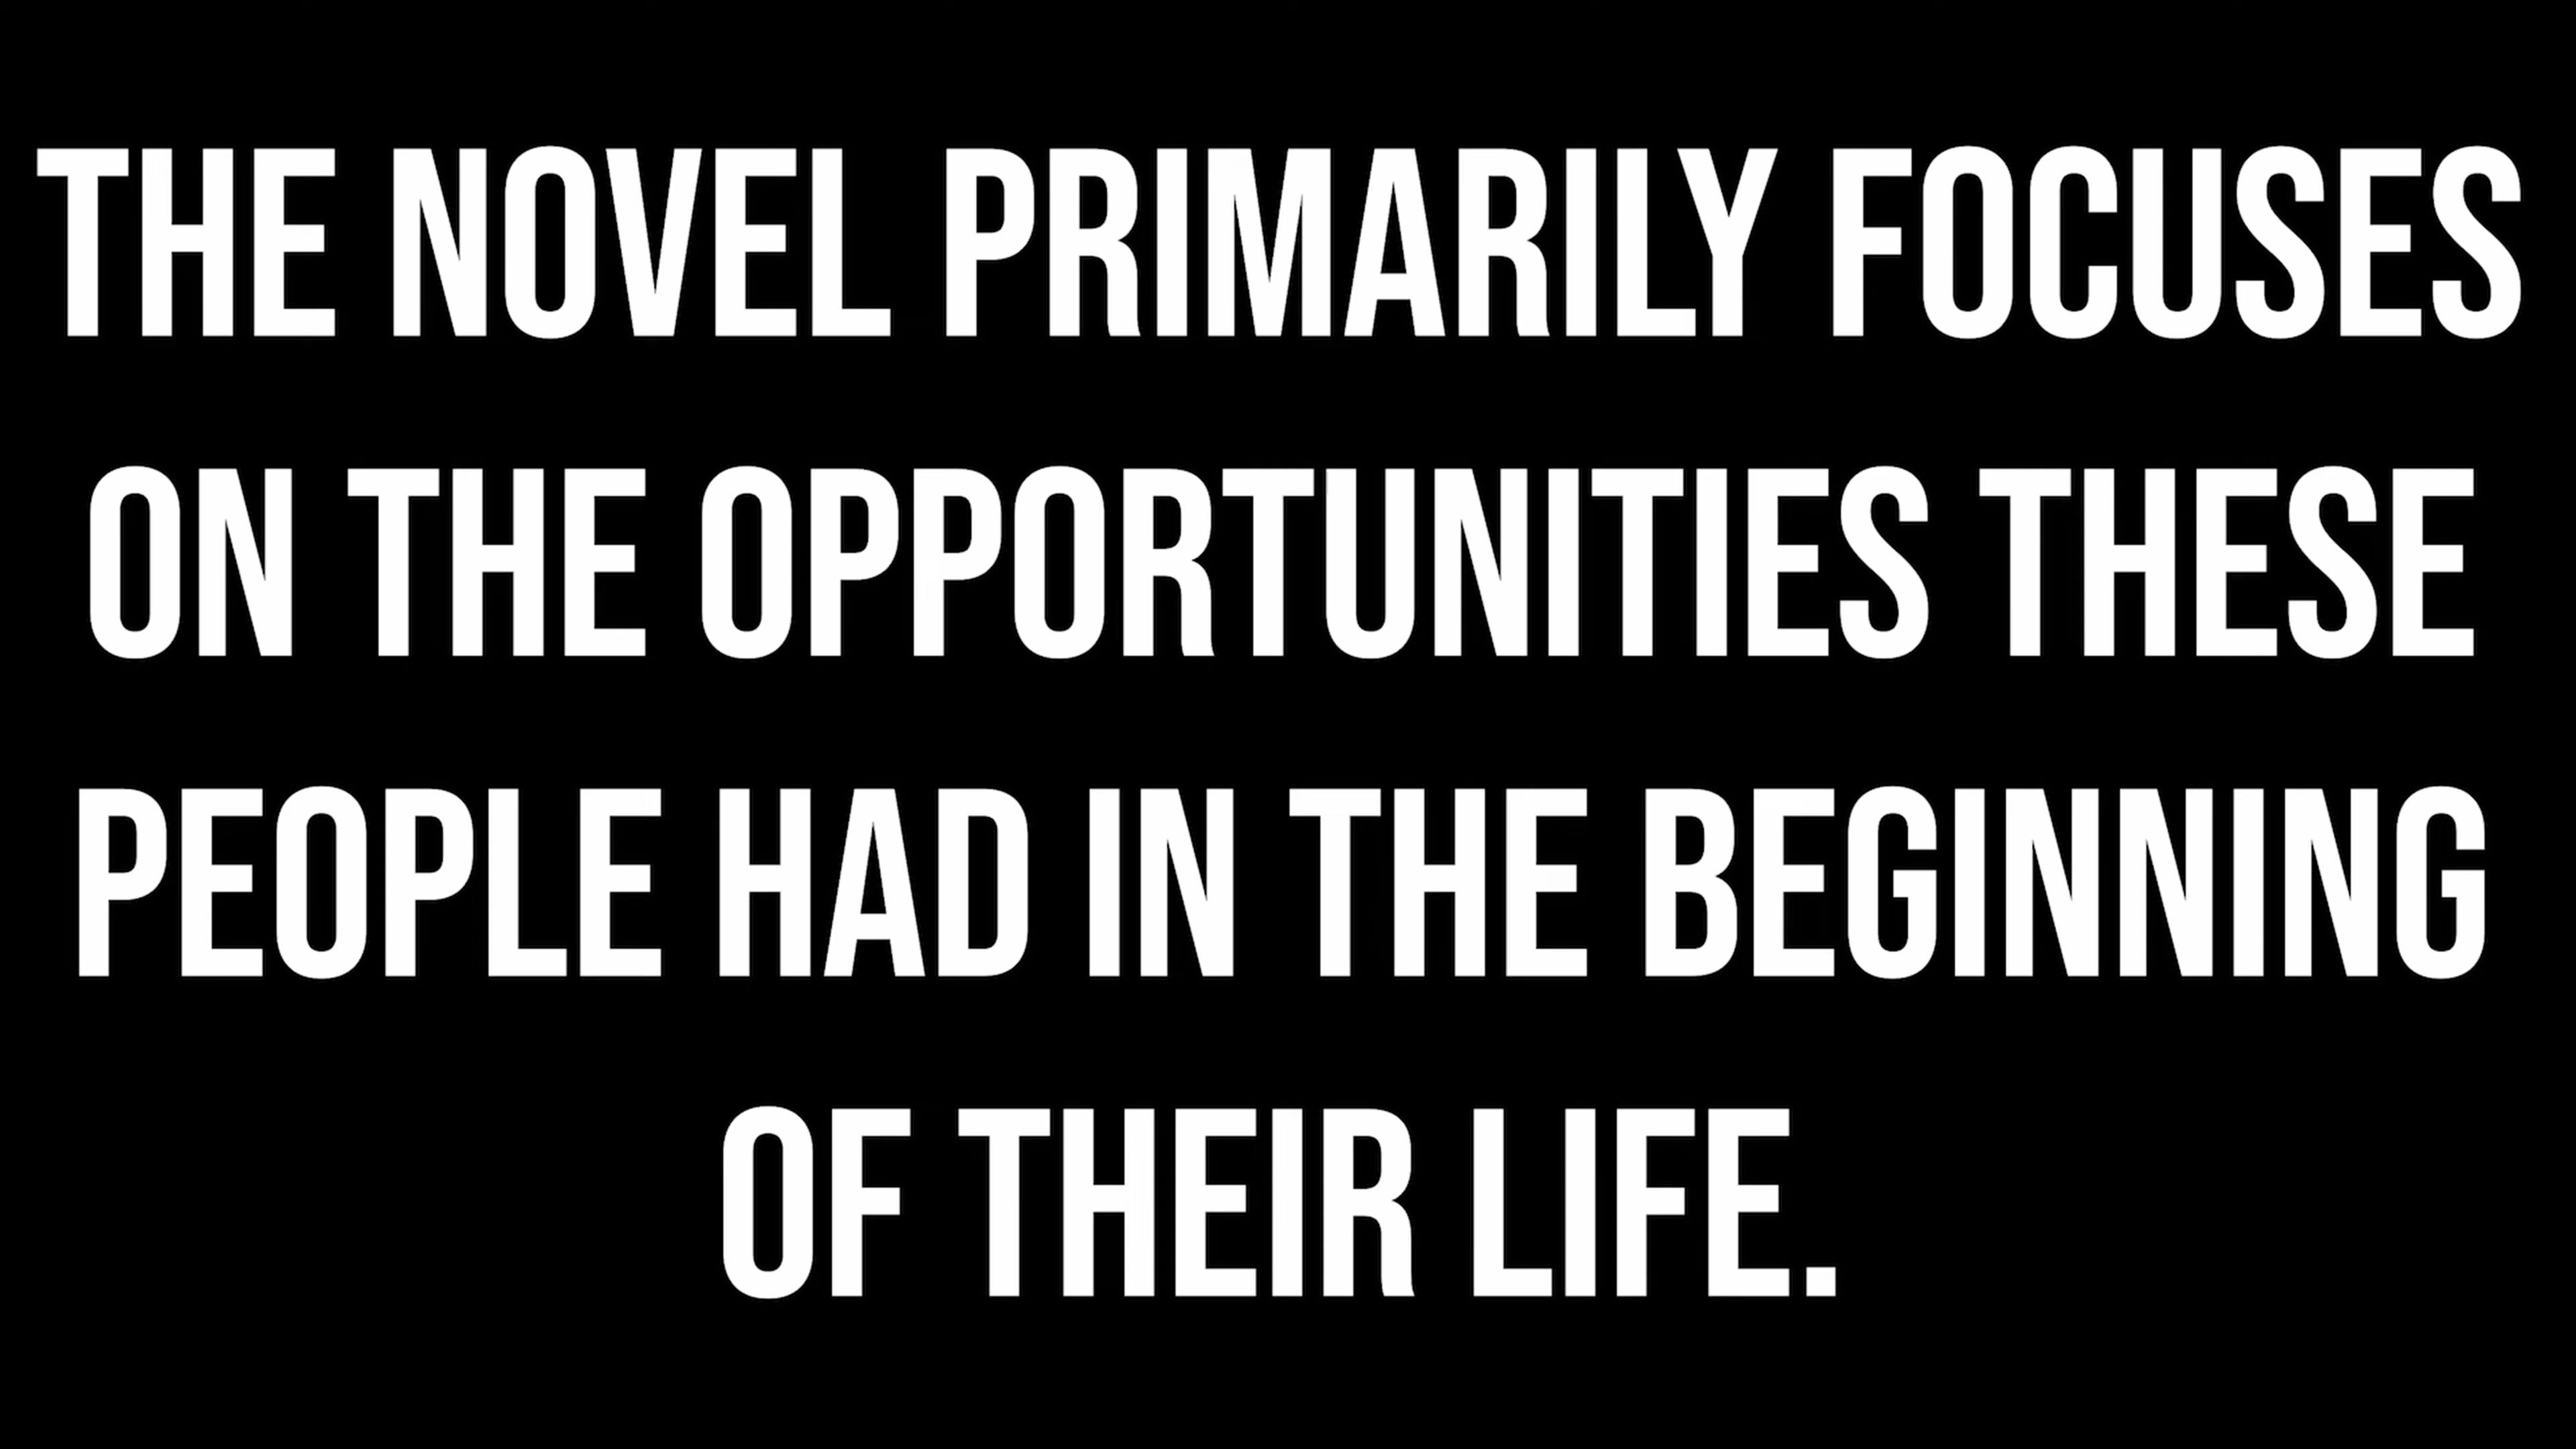 THE NOVEL PRIMARILY FOCUSES
ON THE OPPORTUNITIES THESE
PEOPLE HAD IN THE BEGINNING
OF THEIR LIFE.